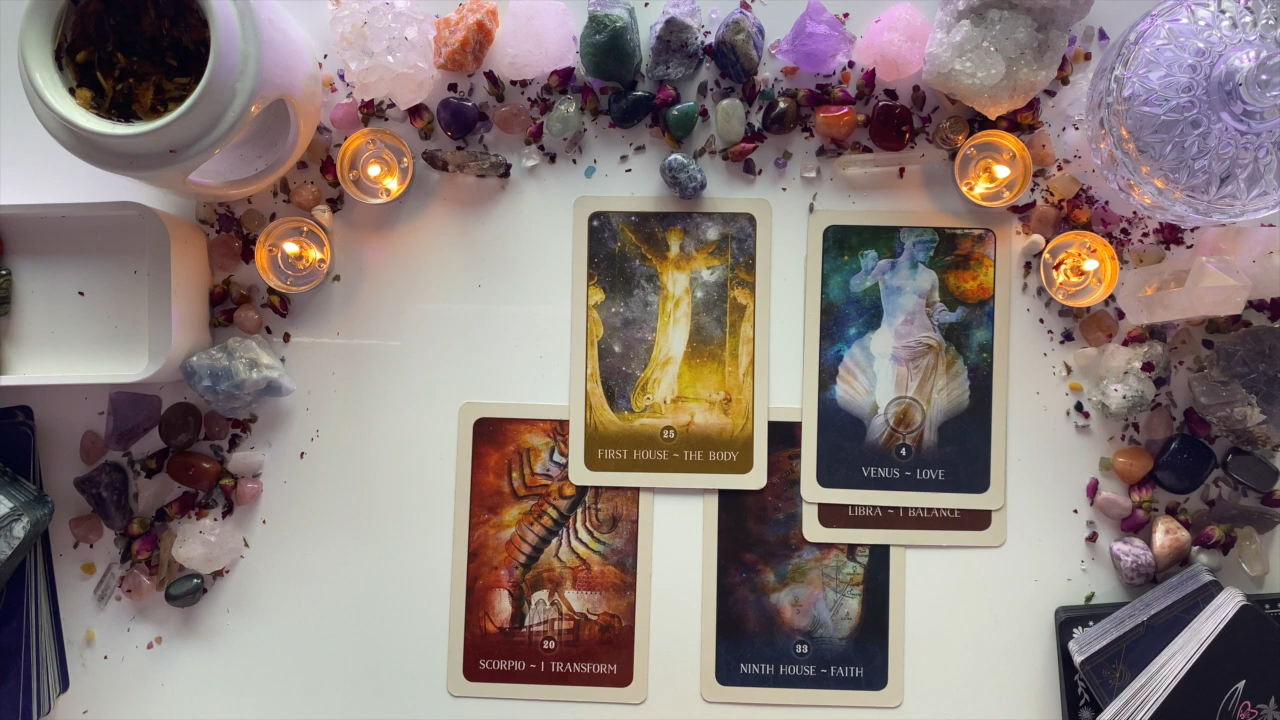 25
FIRST HOUSE ~ THE BODY
4
VENUS ~ LOVE
LIBRA ~ I BALANCE
20
SCORPIO ~ I TRANSFORM
33
NINTH HOUSE ~ FAITH